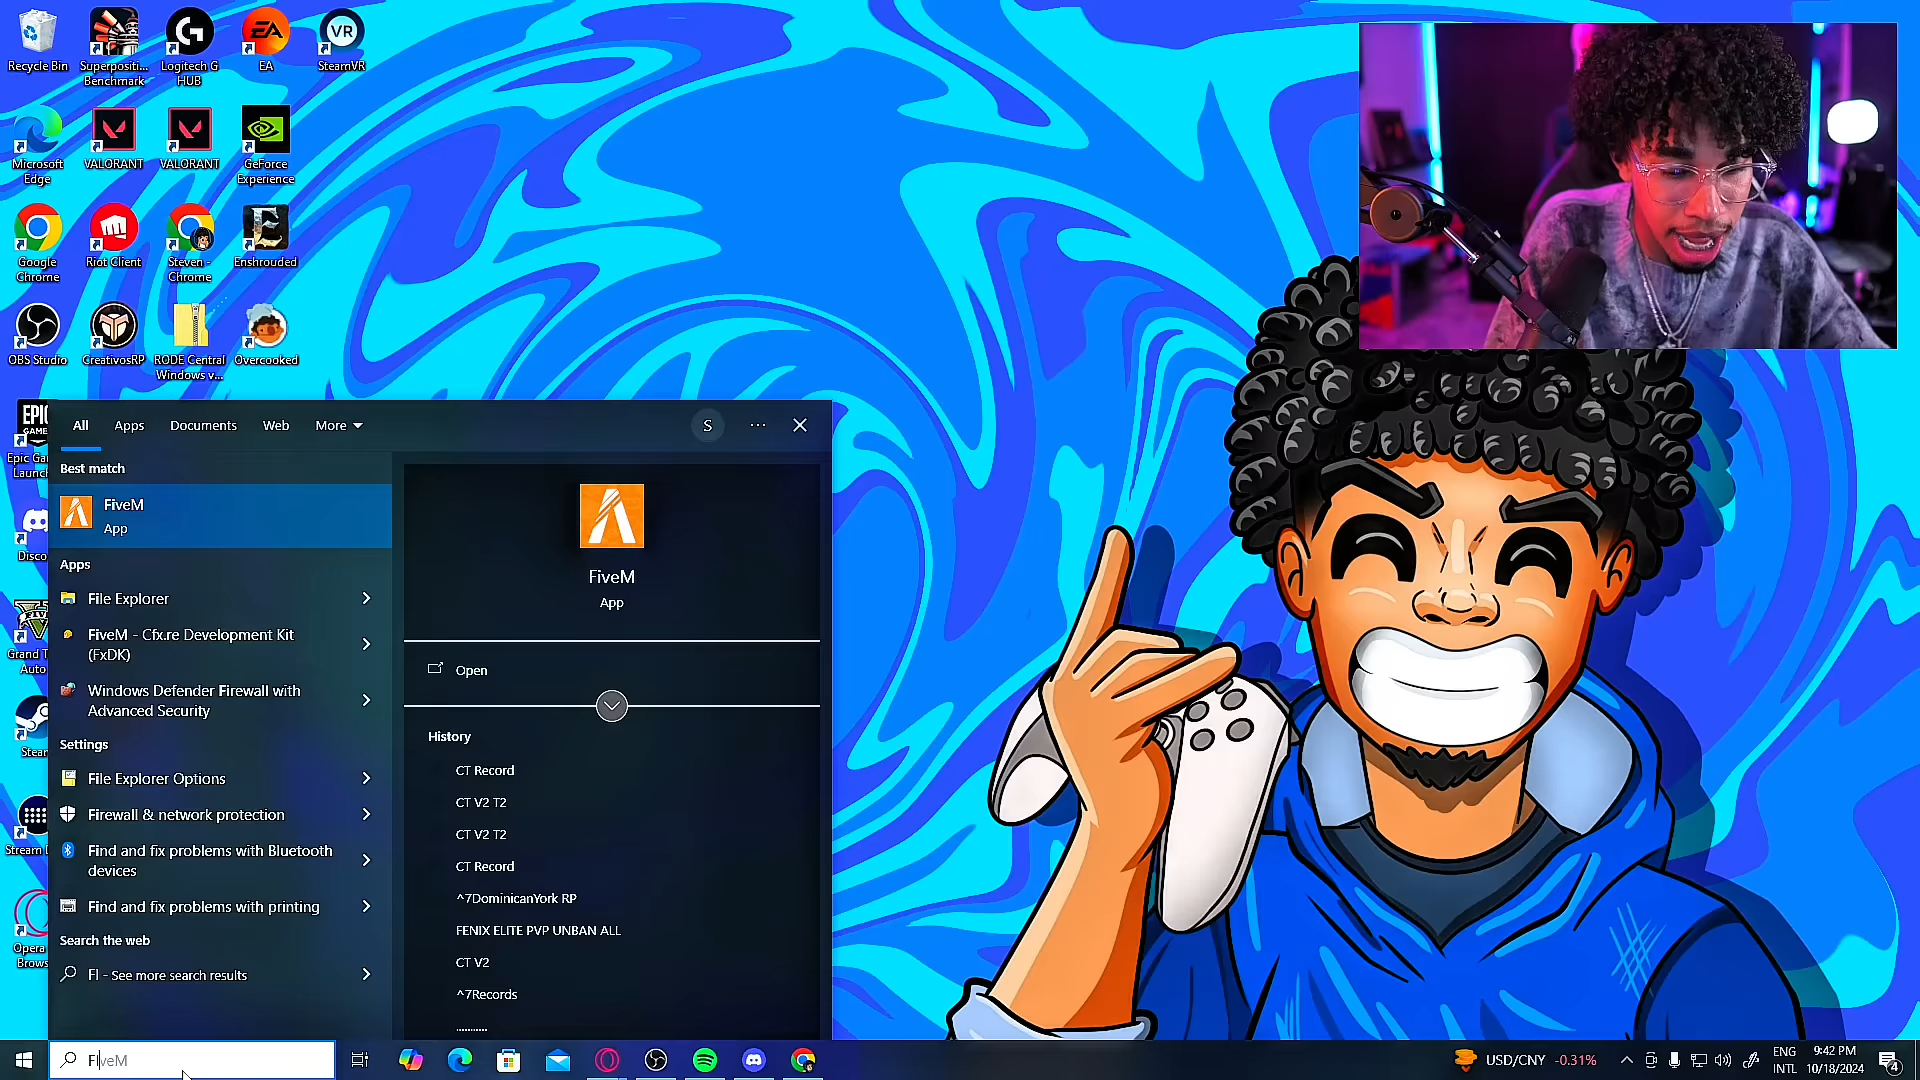 Recycle Bin
Superpositi...
Benchmark
Logitech G
HUB
EA
SteamVR
Microsoft
Edge
VALORANT
VALORANT
GeForce
Experience
Google
Chrome
Riot Client
Steven -
Chrome
Enshrouded
OBS Studio
CreativosRP
RODE Central
Windows v...
Overcooked
All
Apps
Documents
Web
More
S
Best match
FiveM
App
Apps
File Explorer
FiveM - Cfx.re Development Kit
(FxDK)
Windows Defender Firewall with
Advanced Security
Settings
File Explorer Options
Firewall & network protection
Find and fix problems with Bluetooth
devices
Find and fix problems with printing
Search the web
FI - See more search results
FiveM
App
Open
History
CT Record
CT V2 T2
CT V2 T2
CT Record
^7DominicanYork RP
FENIX ELITE PVP UNBAN ALL
CT V2
^7Records
...........
FIveM
USD/CNY -0.31%
ENG
INTL
9:42 PM
10/18/2024
4